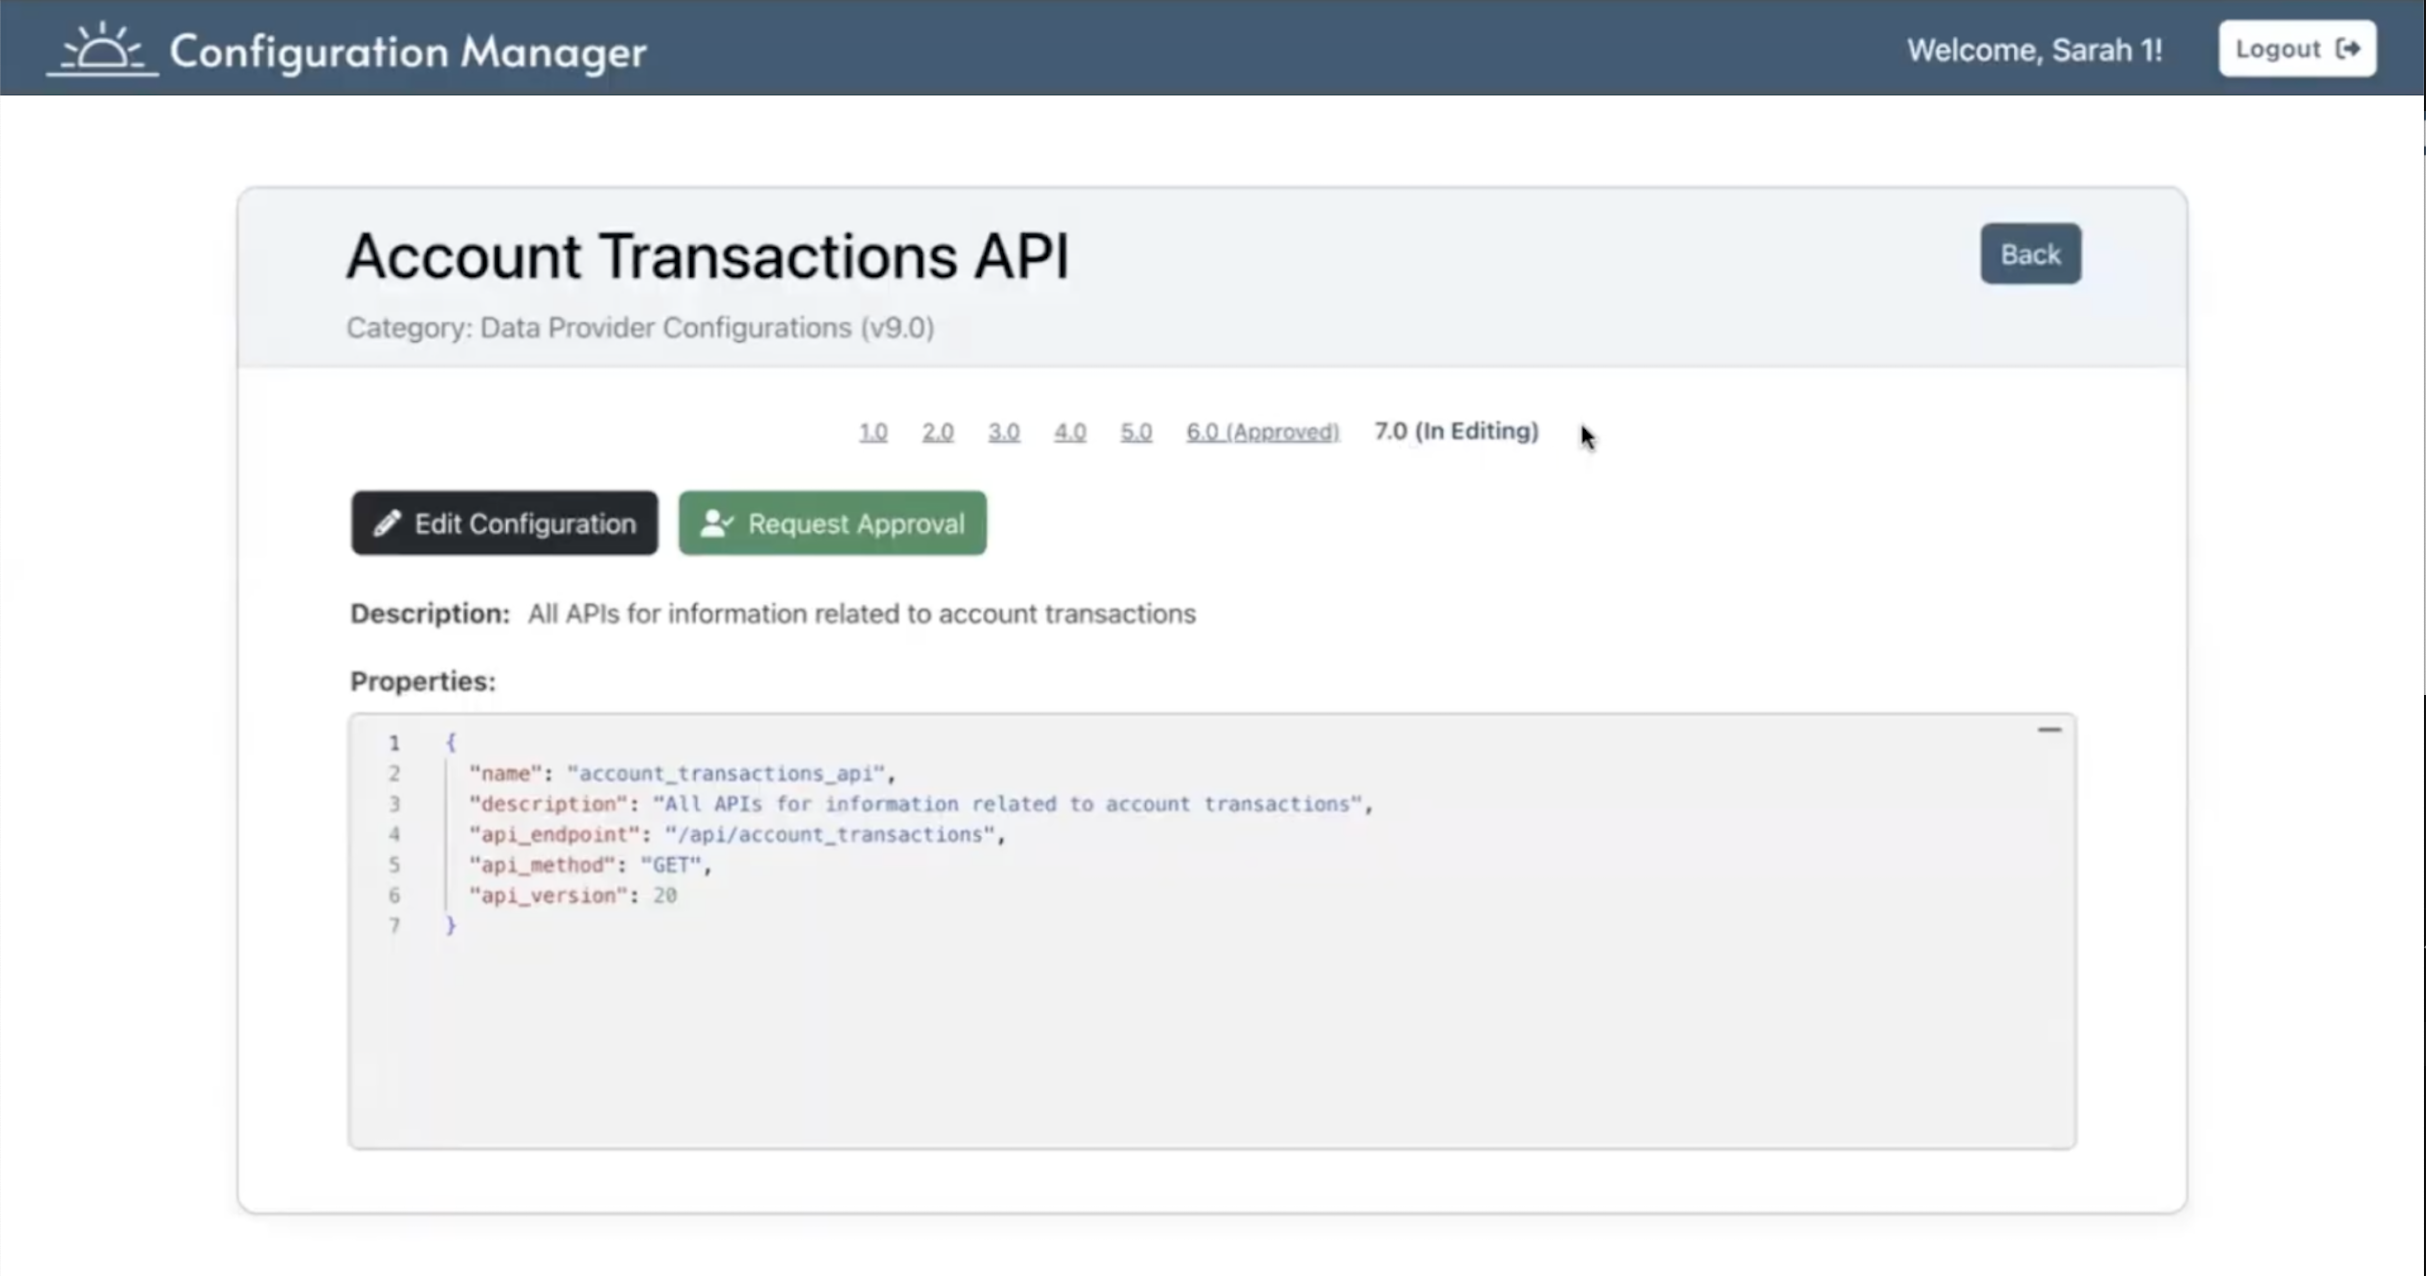 Configuration Manager
Welcome, Sarah 1!
Logout
Account Transactions API
Back
Category: Data Provider Configurations (v9.0)
1.0 2.0 3.0 4.0 5.0 6.0 (Approved) 7.0 (In Editing)
Edit Configuration
Request Approval
Description: All APIs for information related to account transactions
Properties:
1 {
2 "name": "account_transactions_api",
3 "description": "All APIs for information related to account transactions",
4 "api_endpoint": "/api/account_transactions",
5 "api_method": "GET",
6 "api_version": 20
7 }